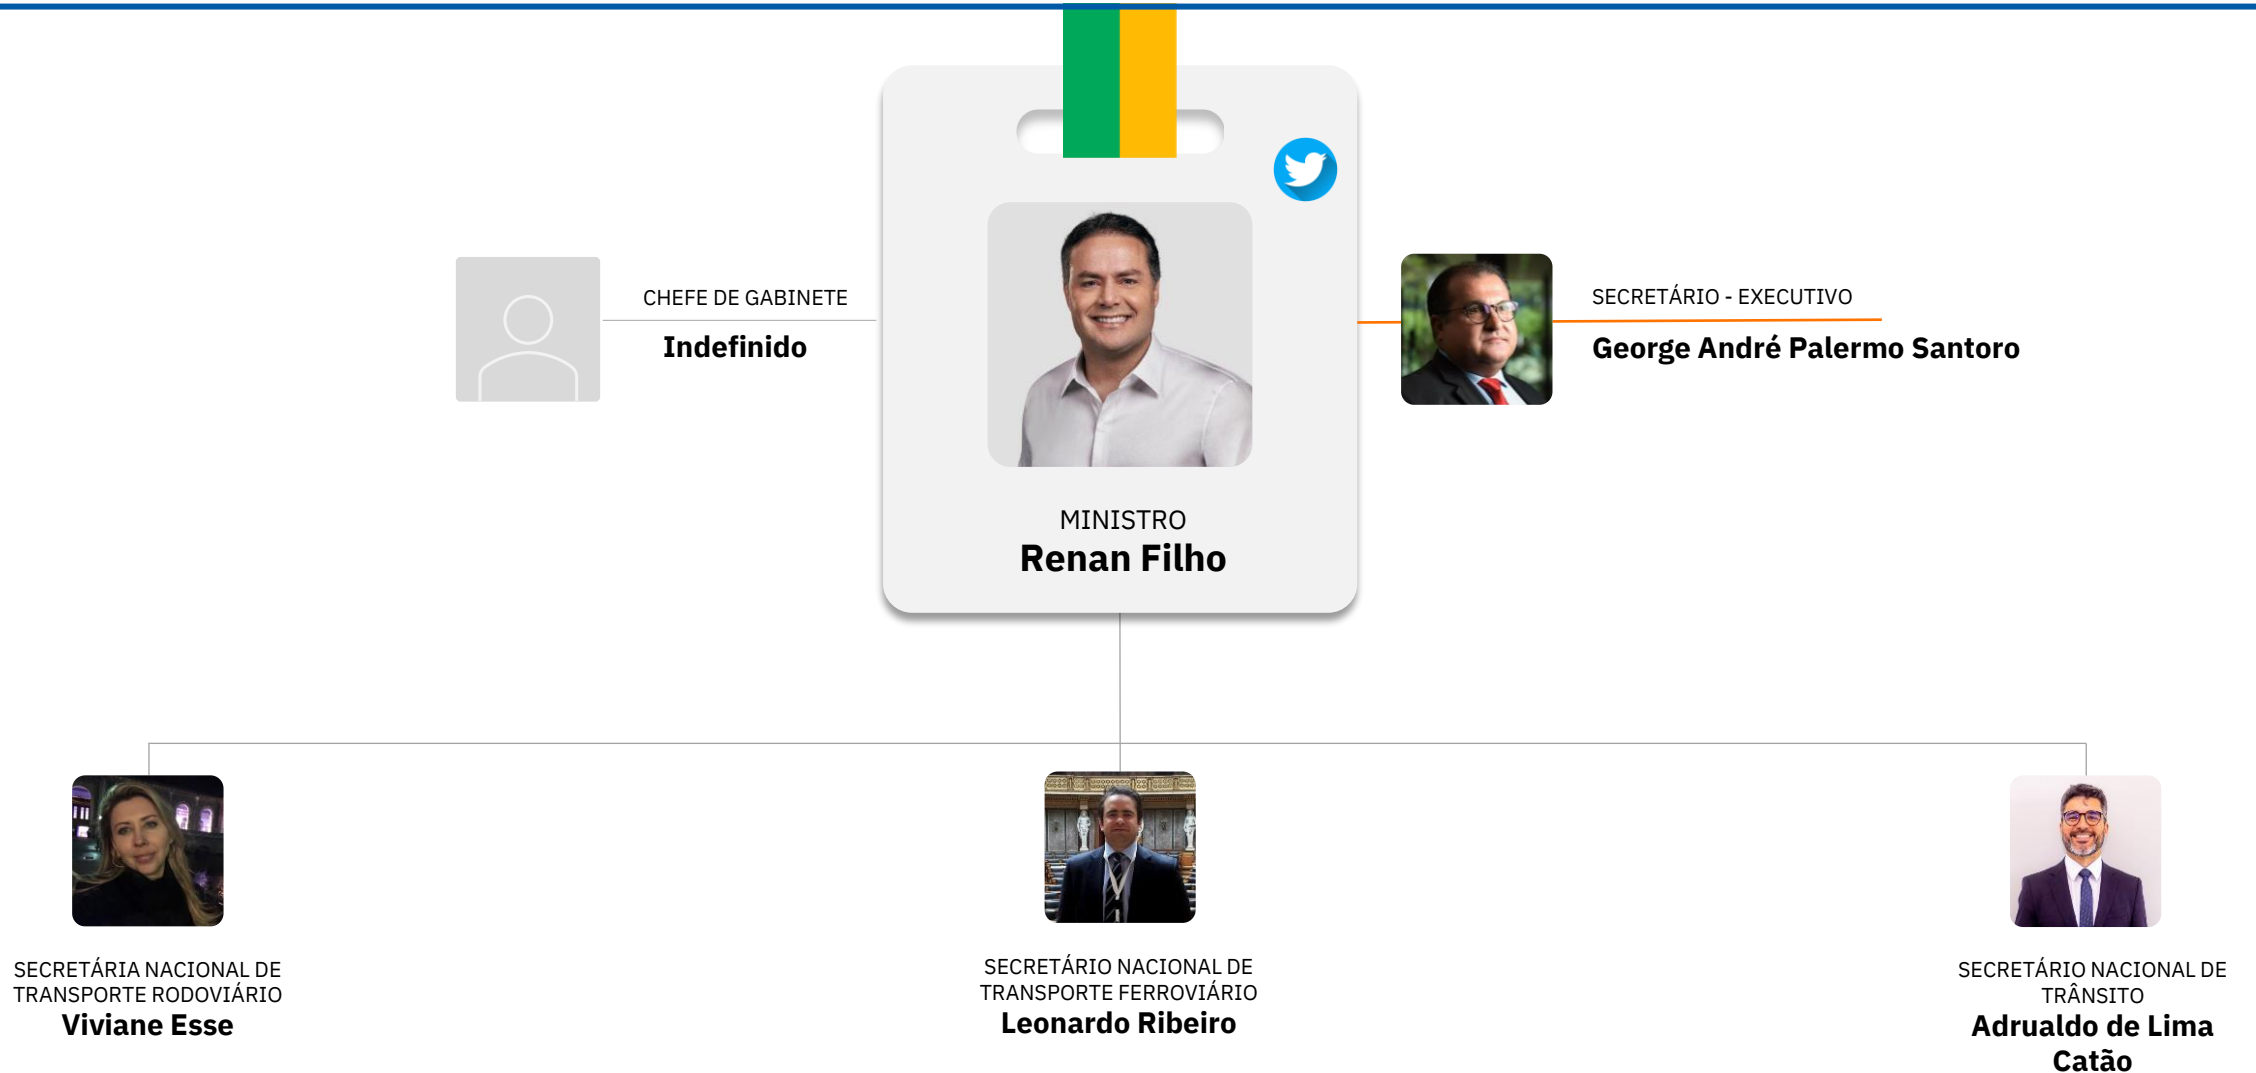 CHEFE DE GABINETE
Indefinido
SECRETÁRIO - EXECUTIVO
George André Palermo Santoro
MINISTRO
Renan Filho
SECRETÁRIA NACIONAL DE
TRANSPORTE RODOVIÁRIO
Viviane Esse
SECRETÁRIO NACIONAL DE
TRANSPORTE FERROVIÁRIO
Leonardo Ribeiro
SECRETÁRIO NACIONAL DE
TRÂNSITO
Adrualdo de Lima
Catão